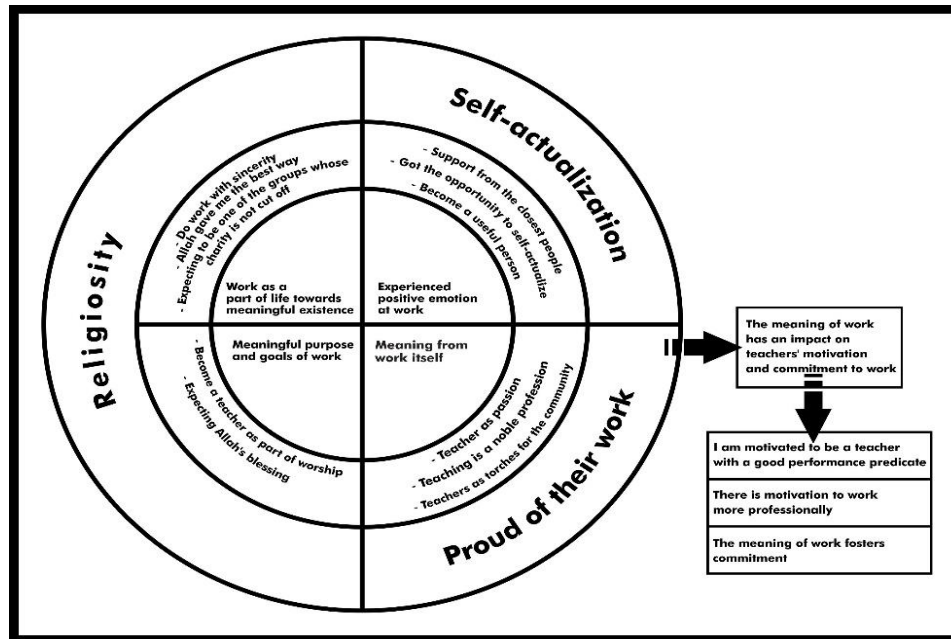 Religiosity
Self-actualization
Proud of their work
- Do work with sincerity
- Allah gave me the best way
- Expecting to be one of the groups whose
charity is not cut off
- Support from the closest people
- Got the opportunity to self-actualize
- Become a useful person
Work as a
part of life towards
meaningful existence
Experienced
positive emotion
at work
Meaningful purpose
and goals of work
Meaning from
work itself
- Become a teacher as part of worship
- Expecting Allah's blessing
- Teacher as passion
- Teaching is a noble profession
- Teachers as torches for the community
The meaning of work
has an impact on
teachers' motivation
and commitment to work
I am motivated to be a teacher
with a good performance predicate
There is motivation to work
more professionally
The meaning of work fosters
commitment